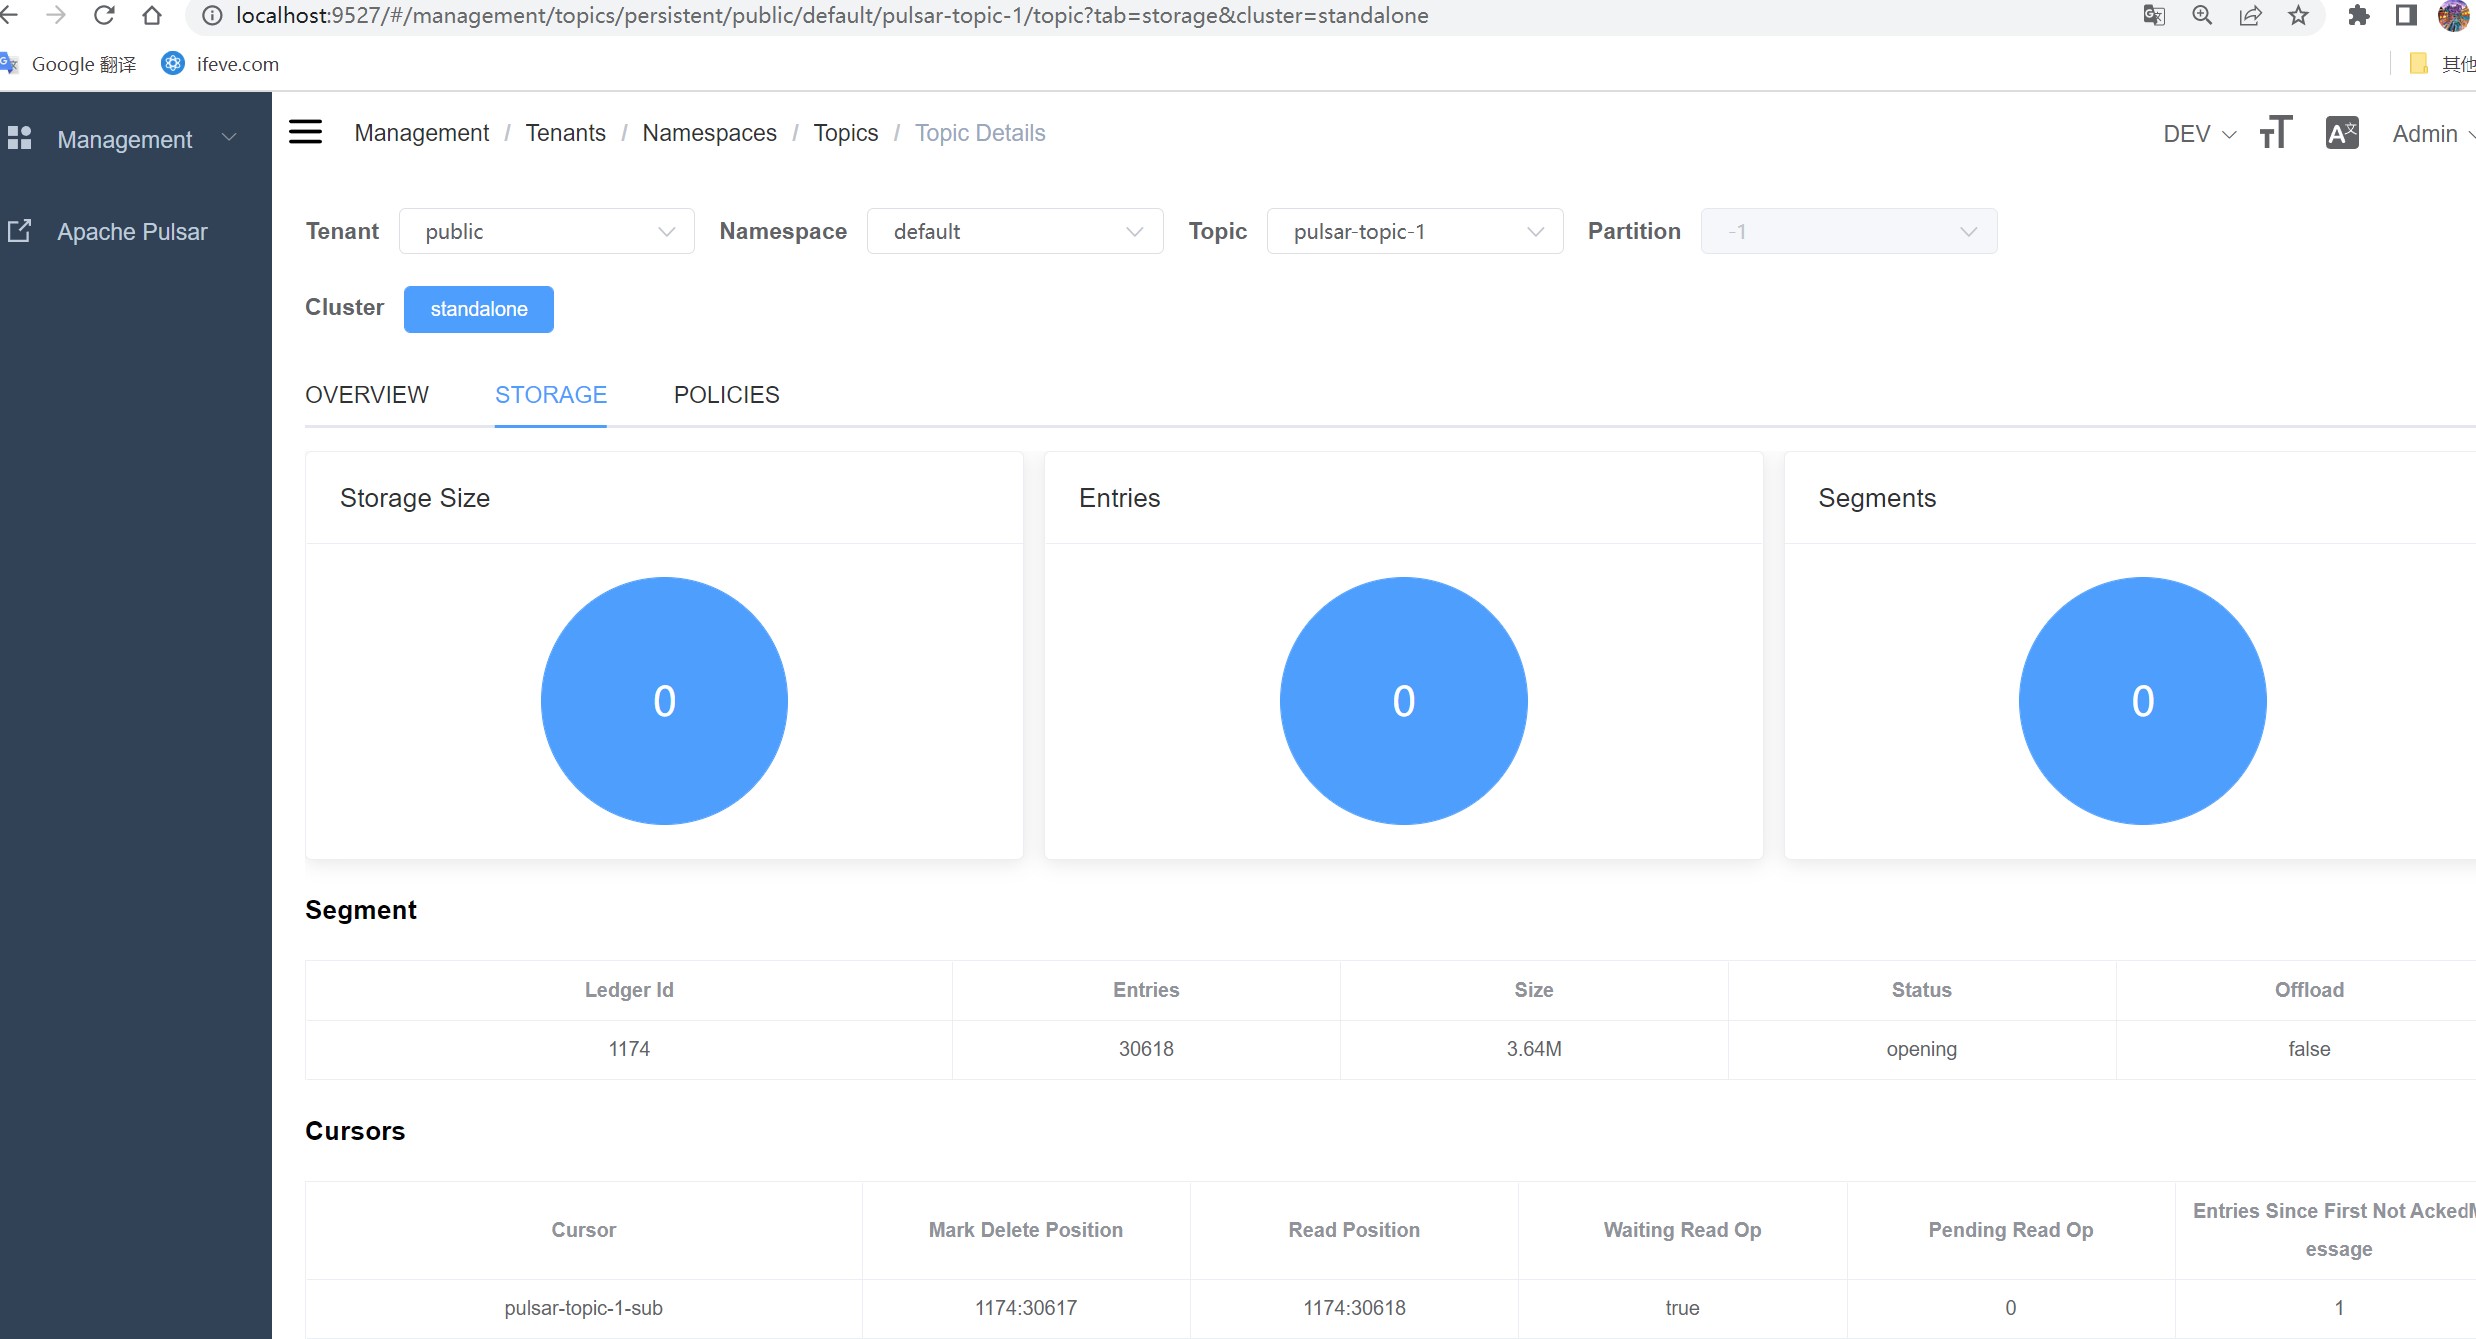 localhost:9527/#/management/topics/persistent/public/default/pulsar-topic-1/topic?tab=storage&cluster=standalone
Google 翻译 ifeve.com 其他
Management
Apache Pulsar
Management / Tenants / Namespaces / Topics / Topic Details
DEV Admin
Tenant public Namespace default Topic pulsar-topic-1 Partition -1
Cluster standalone
OVERVIEW STORAGE POLICIES
Storage Size Entries Segments
0 0 0
Segment
Ledger Id Entries Size Status Offload
1174 30618 3.64M opening false
Cursors
Cursor Mark Delete Position Read Position Waiting Read Op Pending Read Op Entries Since First Not AckedM
essage
pulsar-topic-1-sub 1174:30617 1174:30618 true 0 1